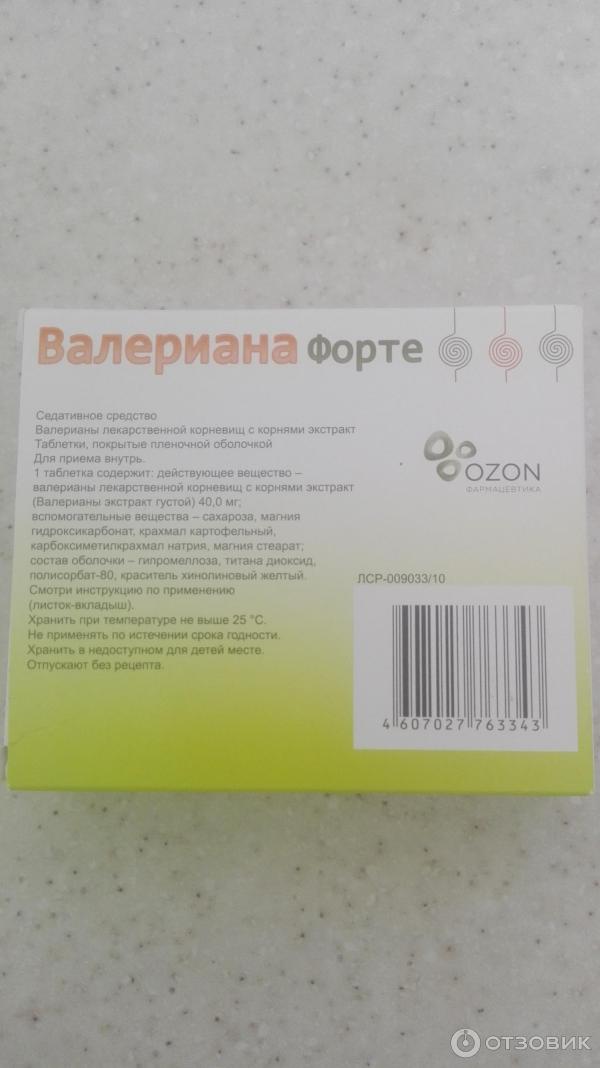 Валериана Форте
Седативное средство
Валерианы лекарственной корневищ с корнями экстракт
Таблетки, покрытые пленочной оболочкой
Для приема внутрь.
1 таблетка содержит: действующее вещество –
валерианы лекарственной корневищ с корнями экстракт
(Валерианы экстракт густой) 40,0 мг;
вспомогательные вещества – сахароза, магния
гидроксикарбонат, крахмал картофельный,
карбоксиметилкрахмал натрия, магния стеарат;
состав оболочки – гипромеллоза, титана диоксид,
полисорбат-80, краситель хинолиновый желтый.
Смотри инструкцию по применению
(листок-вкладыш).
Хранить при температуре не выше 25 °С.
Не применять по истечении срока годности.
Хранить в недоступном для детей месте.
Отпускают без рецепта.
OZON
ФАРМАЦЕВТИКА
ЛСР-009033/10
4 607027 763343
ОТЗОВИК